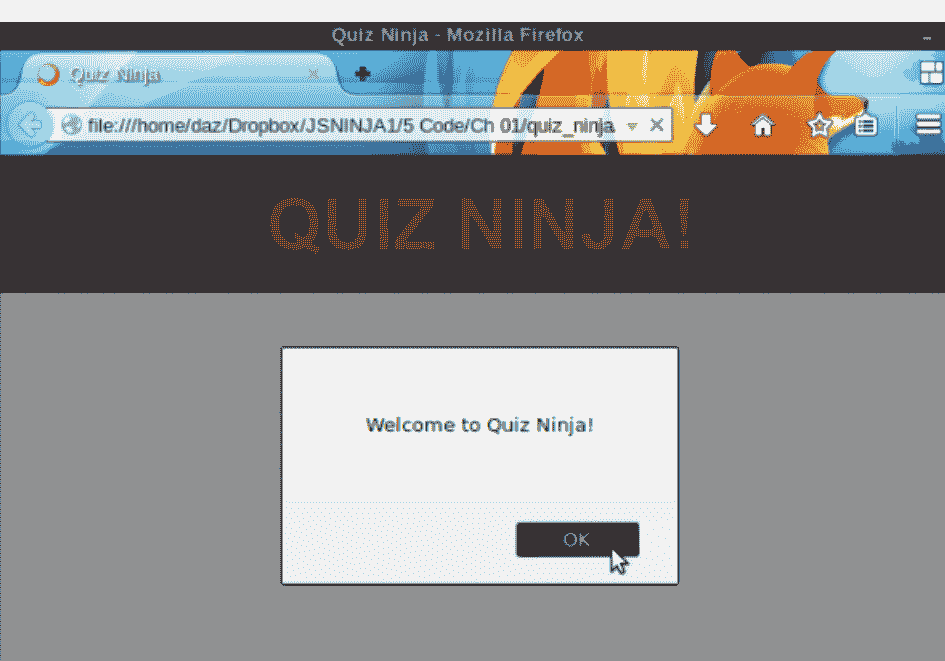 Quiz Ninja - Mozilla Firefox
Quiz Ninja
file:///home/daz/Dropbox/JSNINJA1/5 Code/Ch 01/quiz_ninja
QUIZ NINJA!
Welcome to Quiz Ninja!
OK